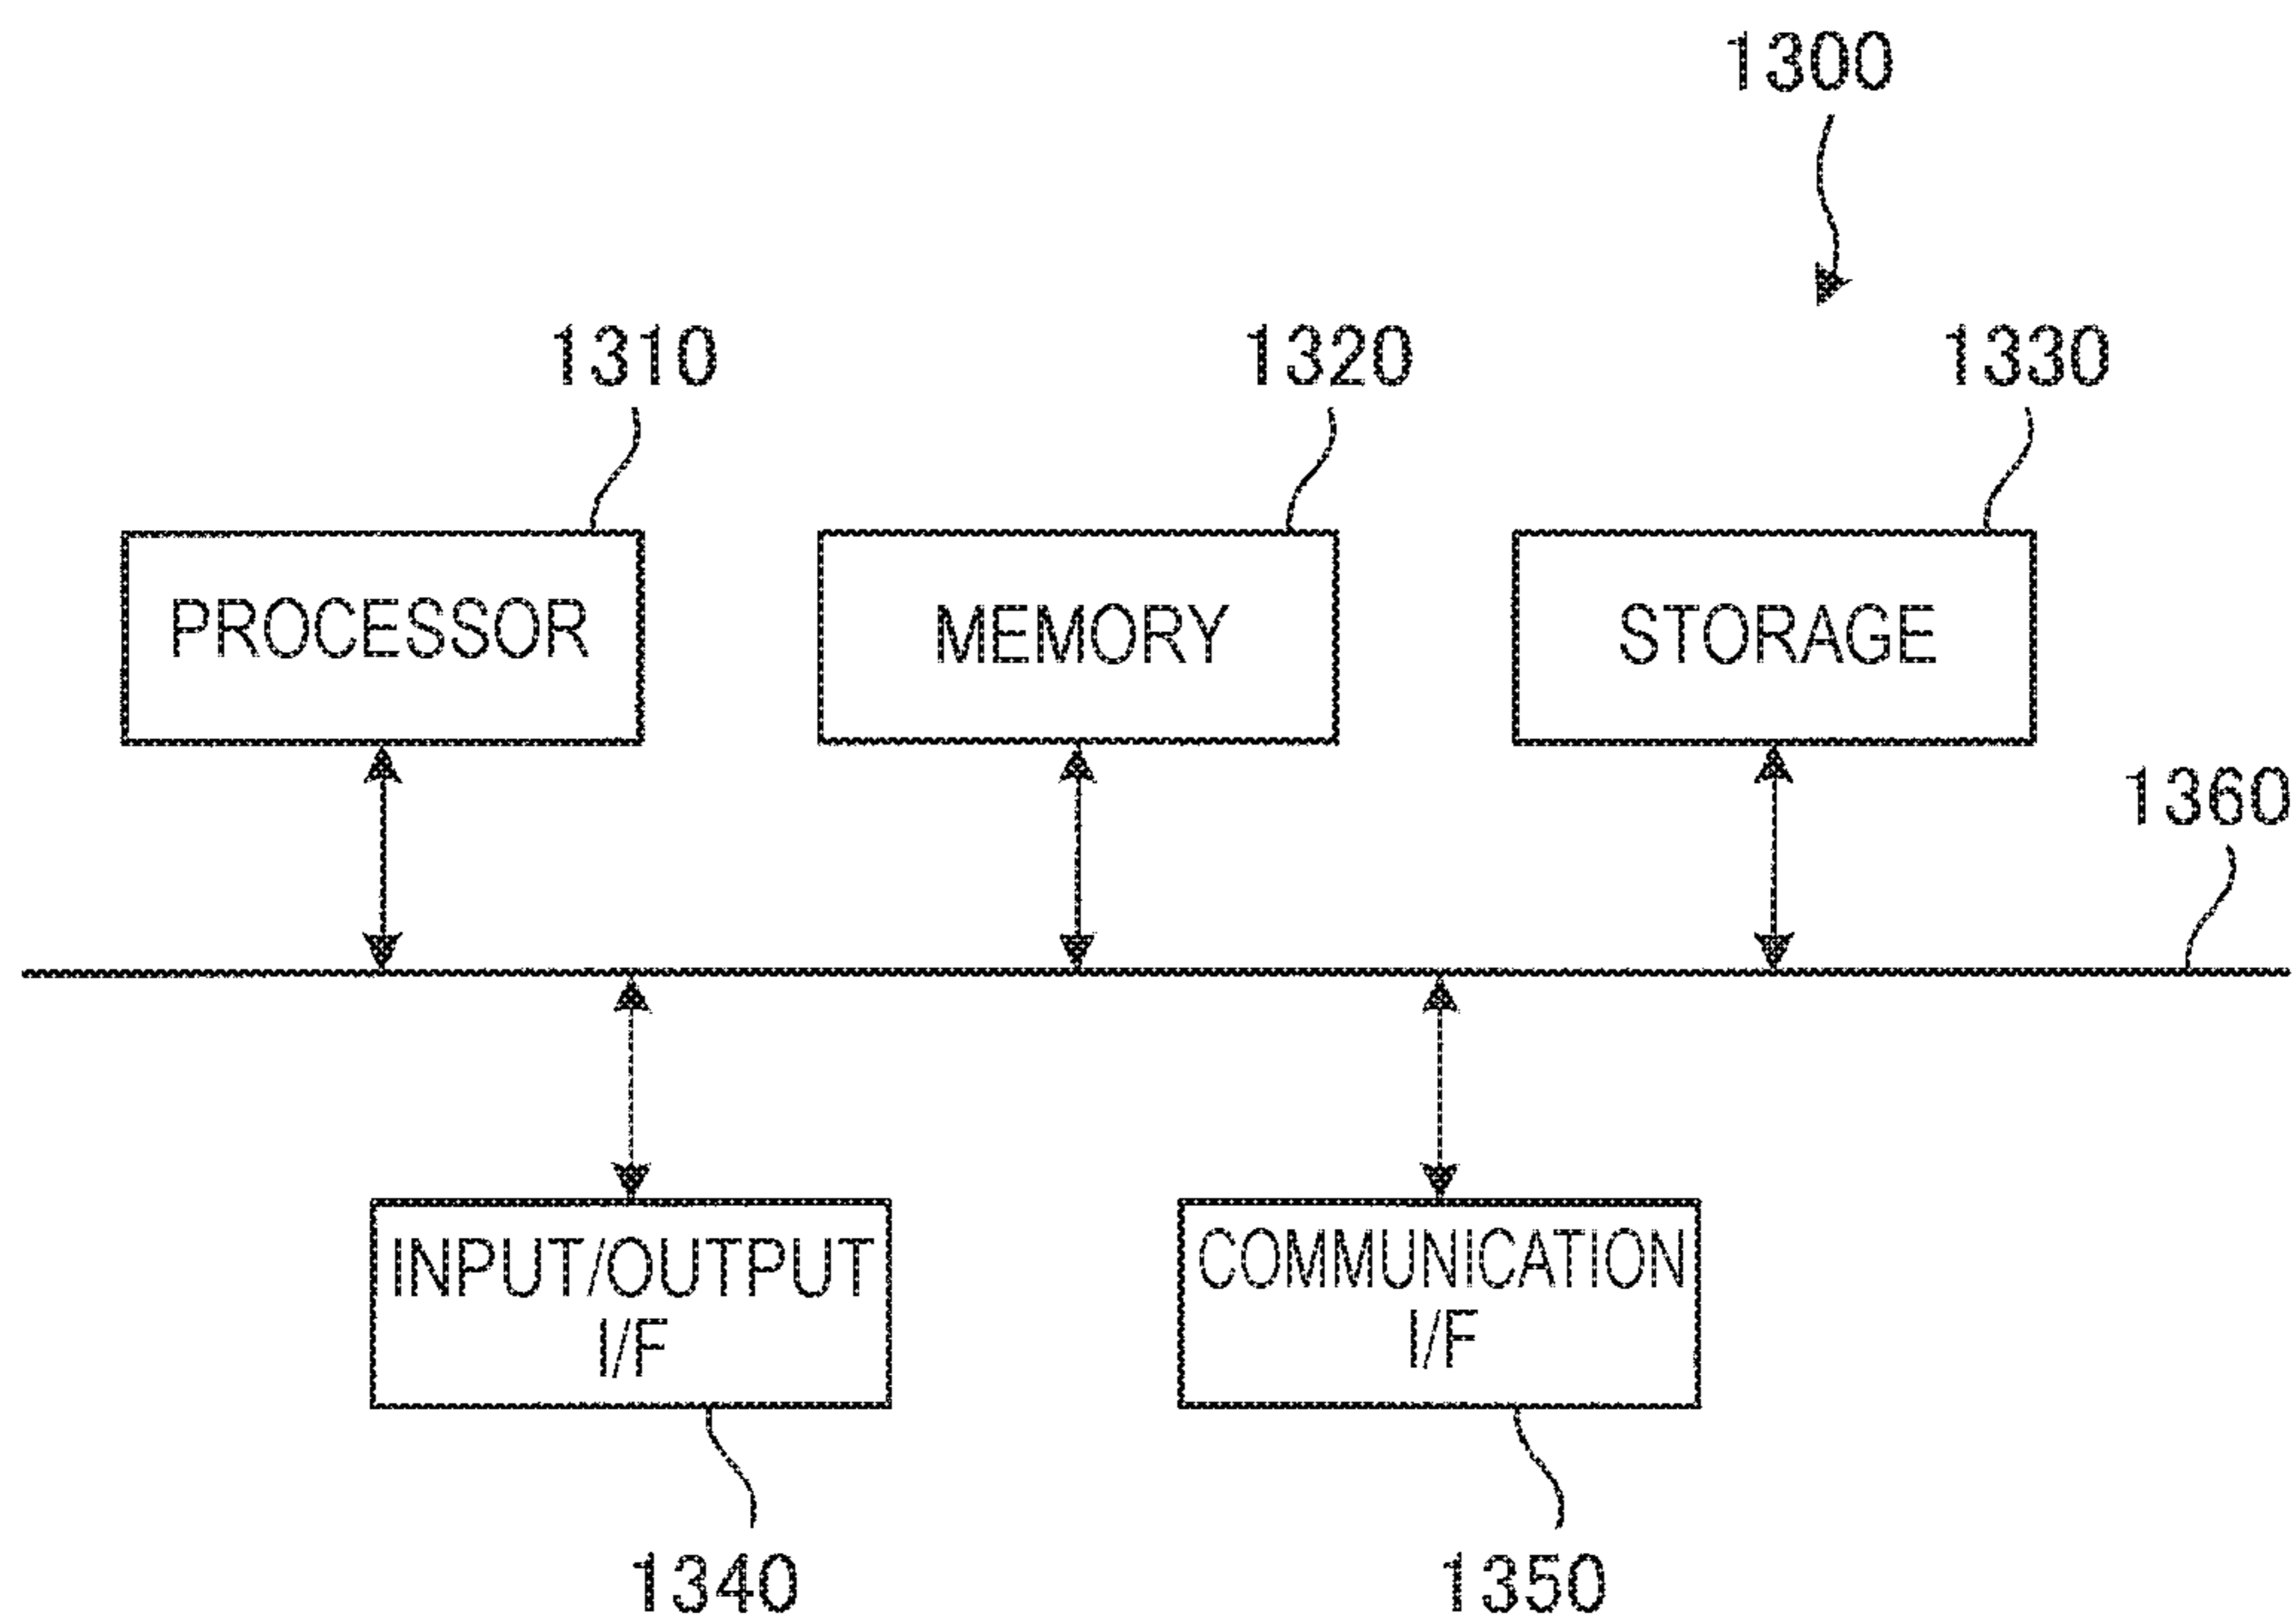 1300
1310
1320
1330
PROCESSOR
MEMORY
STORAGE
1360
INPUT/OUTPUT
I/F
COMMUNICATION
I/F
1340
1350